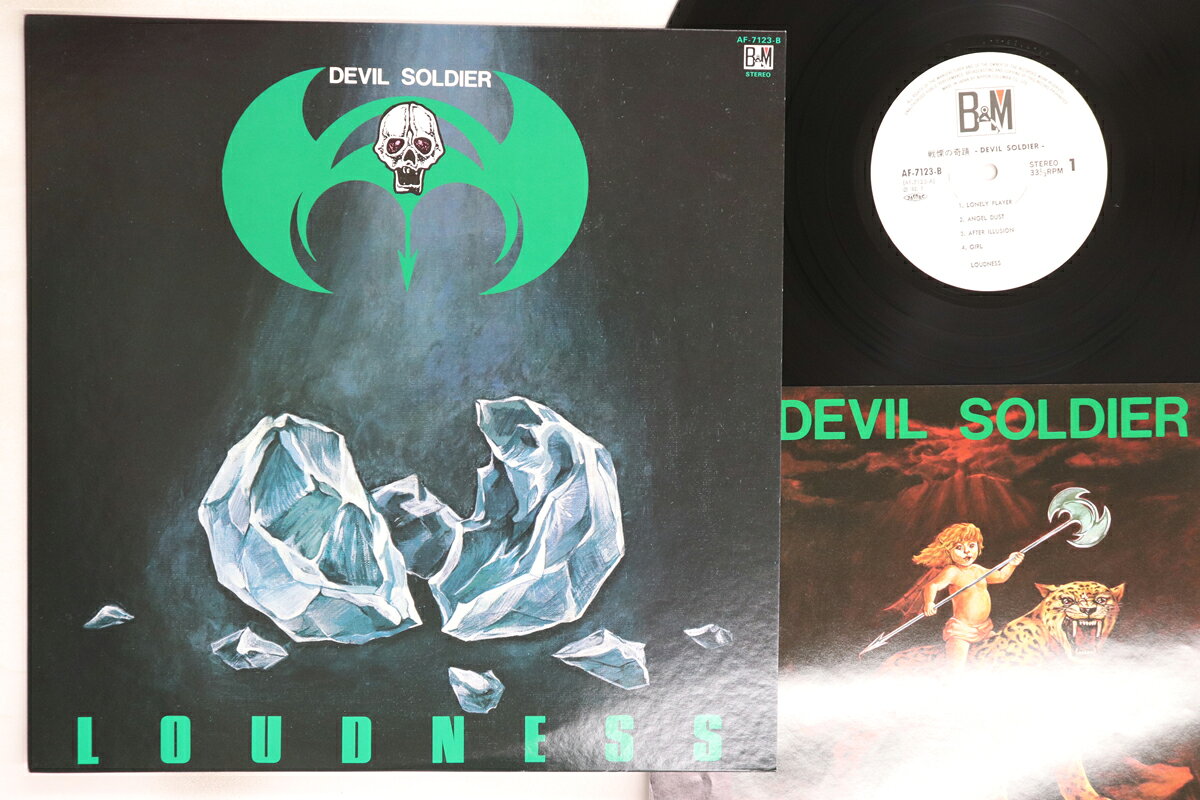 AF-7123-B
B&M
STEREO
DEVIL SOLDIER
LOUDNESS
B&M
戦慄の奇蹟 - DEVIL SOLDIER -
AF-7123-B
STEREO
33⅓RPM
1
1. LONELY PLAYER
2. ANGEL DUST
3. AFTER ILLUSION
4. GIRL
LOUDNESS
DEVIL SOLDIER